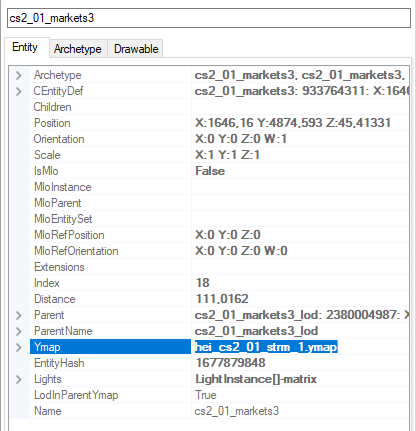 cs2_01_markets3
Entity Archetype Drawable
Archetype cs2_01_markets3, cs2_01_markets3,
CEntityDef cs2_01_markets3: 933764311: X:1646
Children
Position X:1646,16 Y:4874,593 Z:45,41331
Orientation X:0 Y:0 Z:0 W:1
Scale X:1 Y:1 Z:1
IsMlo False
MloInstance
MloParent
MloEntitySet
MloRefPosition X:0 Y:0 Z:0
MloRefOrientation X:0 Y:0 Z:0 W:0
Extensions
Index 18
Distance 111,0162
Parent cs2_01_markets3_lod: 2380004987: X
ParentName cs2_01_markets3_lod
Ymap hei_cs2_01_strm_1.ymap
EntityHash 1677879848
Lights LightInstance[]-matrix
LodInParentYmap True
Name cs2_01_markets3